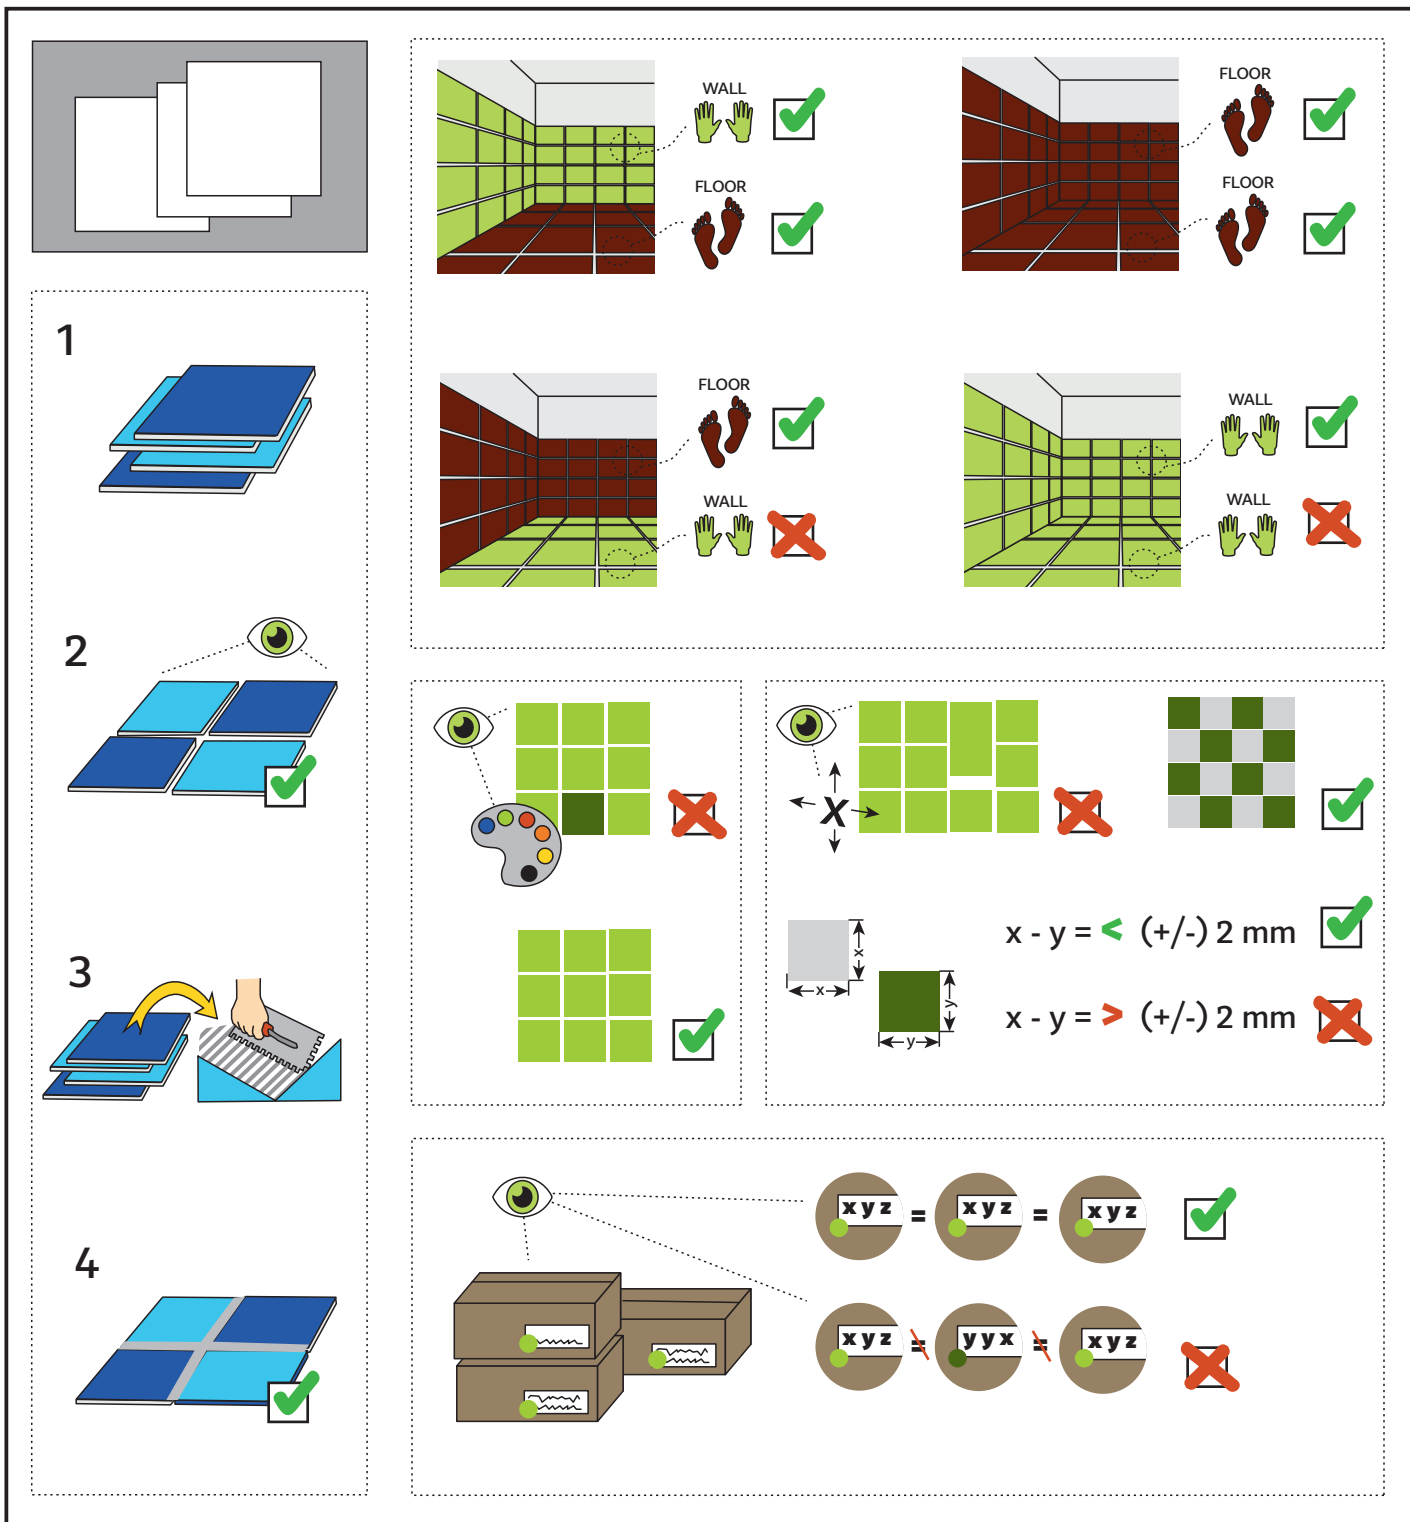 1
2
3
4
WALL
FLOOR
FLOOR
FLOOR
FLOOR
WALL
WALL
WALL
X
x
x
y
y
x - y = < (+/-) 2 mm
x - y = > (+/-) 2 mm
xyz = xyz = xyz
xyz ≠ yyx ≠ xyz